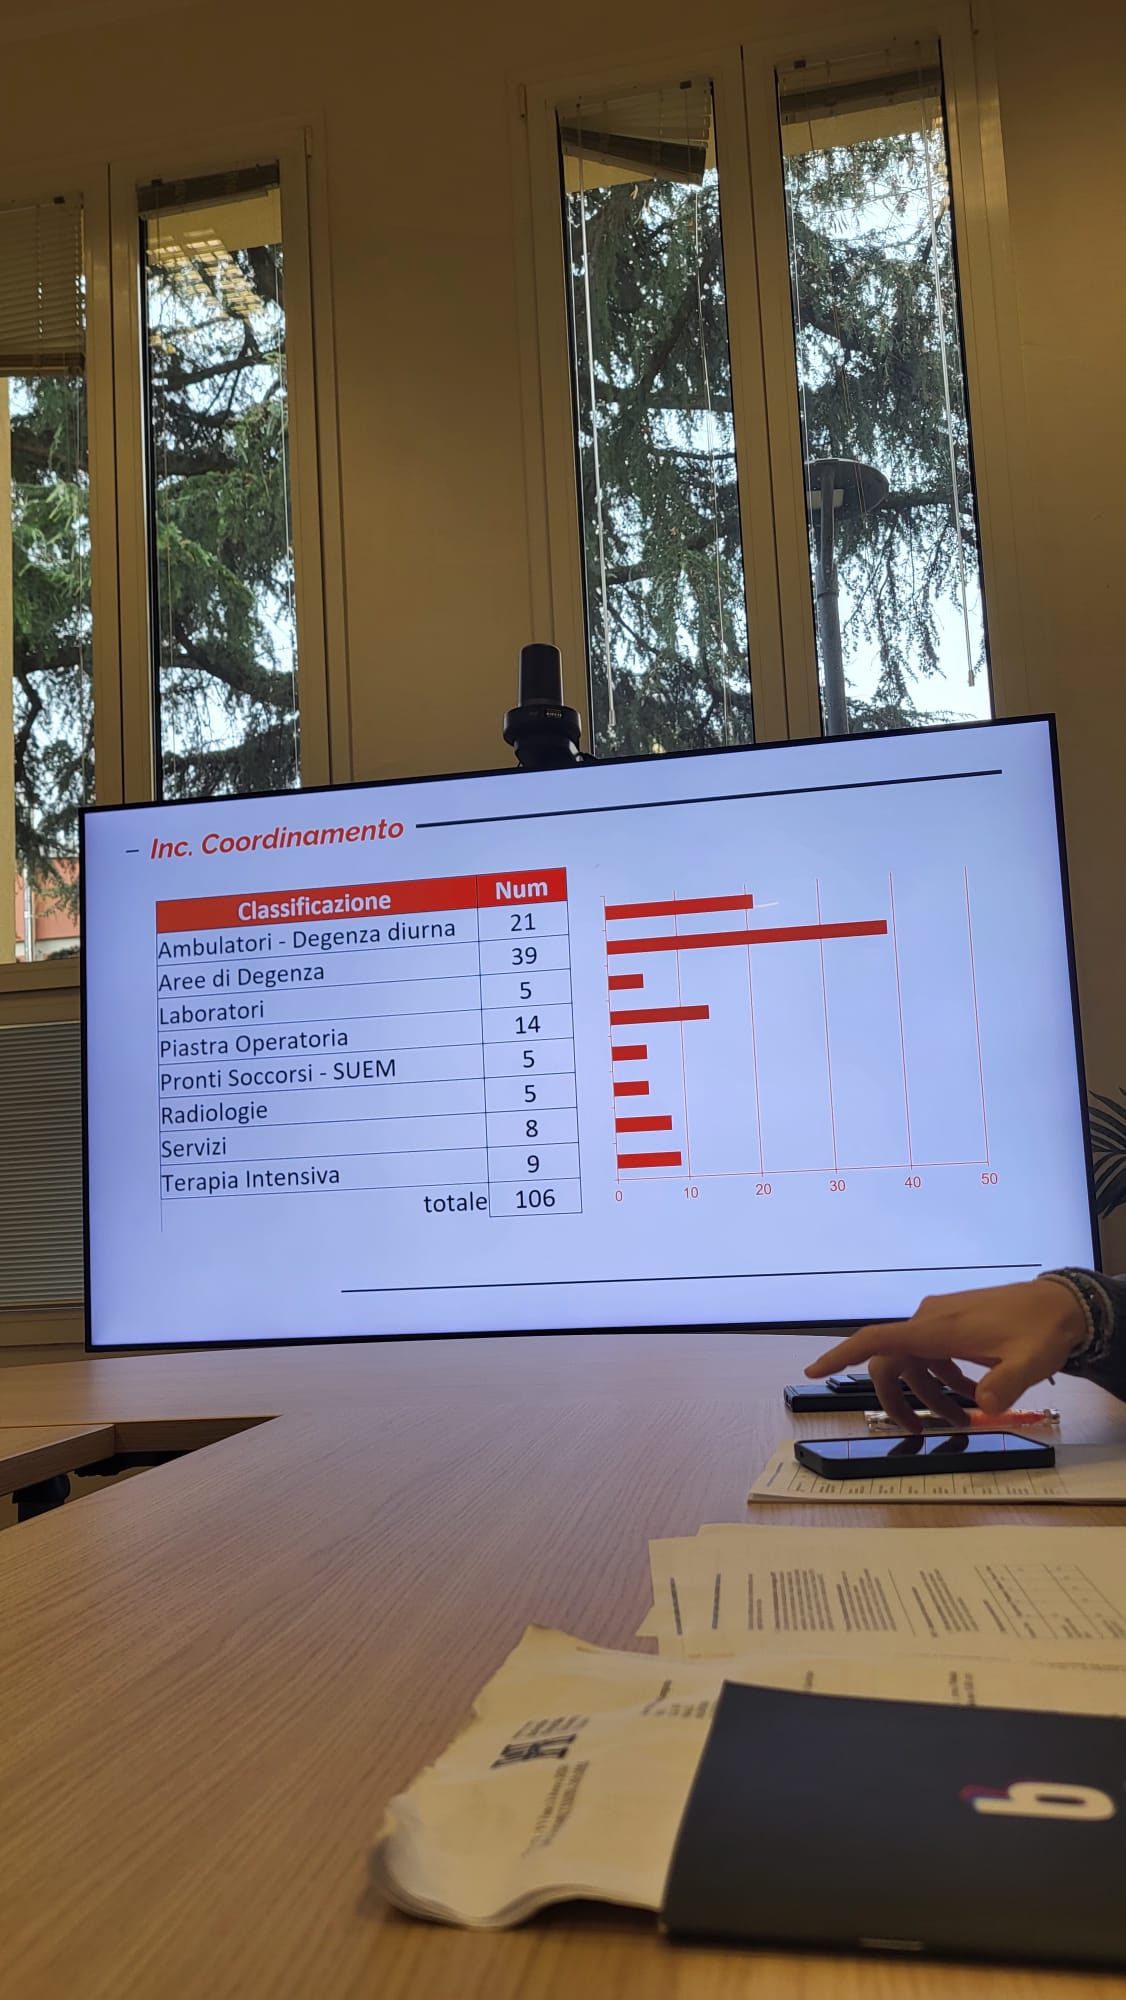 – Inc. Coordinamento
Classificazione Num
Ambulatori - Degenza diurna 21
Aree di Degenza 39
Laboratori 5
Piastra Operatoria 14
Pronti Soccorsi - SUEM 5
Radiologie 5
Servizi 8
Terapia Intensiva 9
totale 106
0 10 20 30 40 50
b